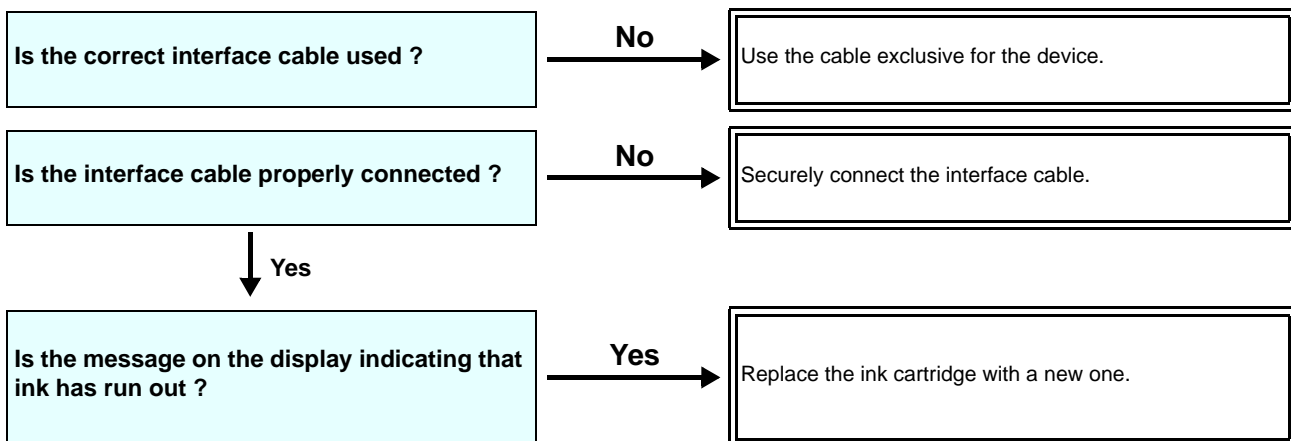 Is the correct interface cable used ?
No
Use the cable exclusive for the device.
Is the interface cable properly connected ?
No
Securely connect the interface cable.
Yes
Is the message on the display indicating that
ink has run out ?
Yes
Replace the ink cartridge with a new one.